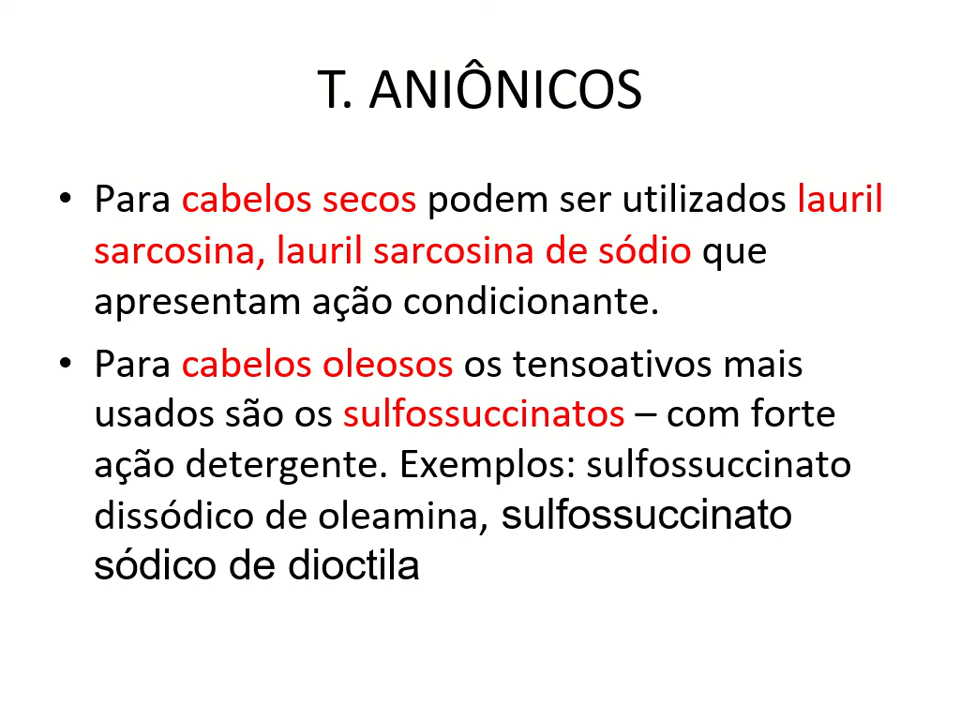 T. ANIÔNICOS
• Para cabelos secos podem ser utilizados lauril
sarcosina, lauril sarcosina de sódio que
apresentam ação condicionante.
• Para cabelos oleosos os tensoativos mais
usados são os sulfossuccinatos – com forte
ação detergente. Exemplos: sulfossuccinato
dissódico de oleamina, sulfossuccinato
sódico de dioctila